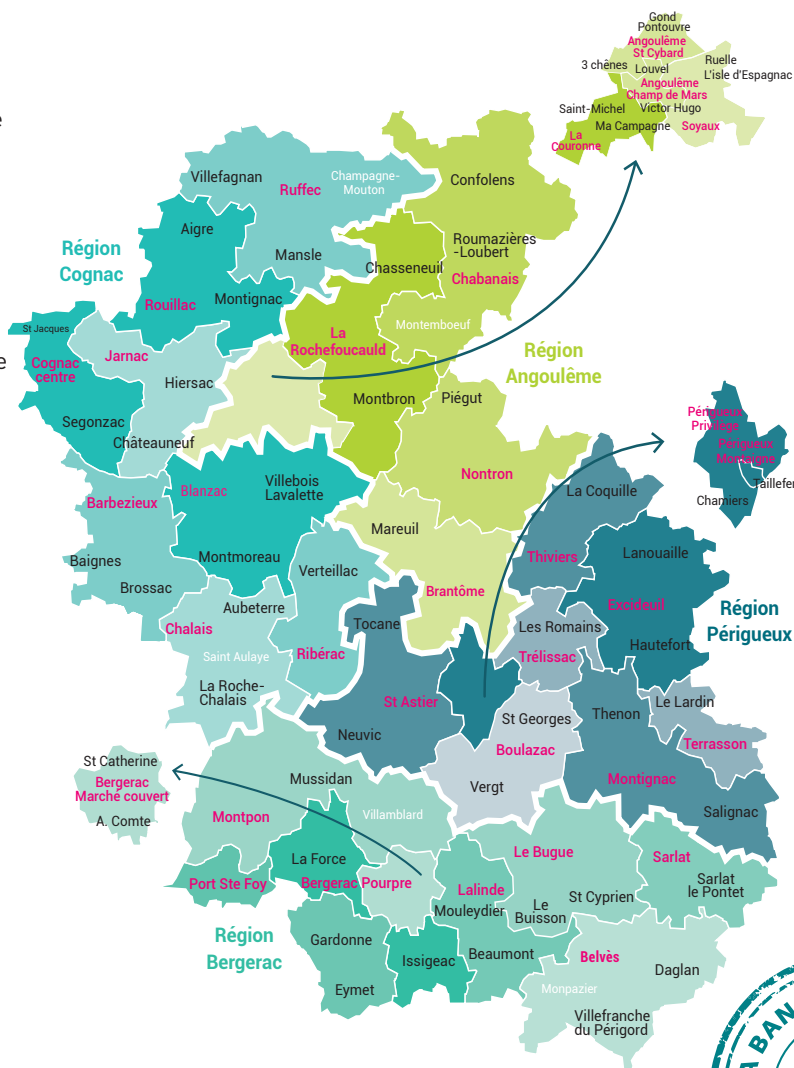 e
e
Gond
Pontouvre
Angoulême
St Cybard
3 chênes
Louvel
Ruelle
L'isle d'Espagnac
Angoulême
Champ de Mars
Saint-Michel
Victor Hugo
Ma Campagne
Soyaux
La
Couronne
Villefagnan
Ruffec
Champagne-
Mouton
Confolens
Aigre
Région
Cognac
Mansle
Roumazières
-Loubert
Chasseneuil
Chabanais
Rouillac
Montignac
St Jacques
Montemboeuf
La
Rochefoucauld
Jarnac
Cognac
centre
Région
Angoulême
Hiersac
Montbron
Piégut
Segonzac
Châteauneuf
Périgueux
Privilège
Périgueux
Montaigne
Taillefer
Chamiers
Nontron
Blanzac
Villebois
Lavalette
La Coquille
Barbezieux
Mareuil
Montmoreau
Lanouaille
Thiviers
Baignes
Verteillac
Brossac
Brantôme
Excideuil
Région
Périgueux
Aubeterre
Chalais
Tocane
Les Romains
Hautefort
Saint Aulaye
Ribérac
Trélissac
La Roche-
Chalais
St Astier
St Georges
Thenon
Le Lardin
Neuvic
Boulazac
Terrasson
St Catherine
Bergerac
Marché couvert
A. Comte
Mussidan
Vergt
Montignac
Montpon
Villamblard
Salignac
La Force
Le Bugue
Sarlat
Port Ste Foy
Bergerac Pourpre
Lalinde
Sarlat
le Pontet
Mouleydier
Le
Buisson
St Cyprien
Région
Bergerac
Gardonne
Issigeac
Beaumont
Belvès
Daglan
Eymet
Monpazier
Villefranche
du Périgord
A BAN